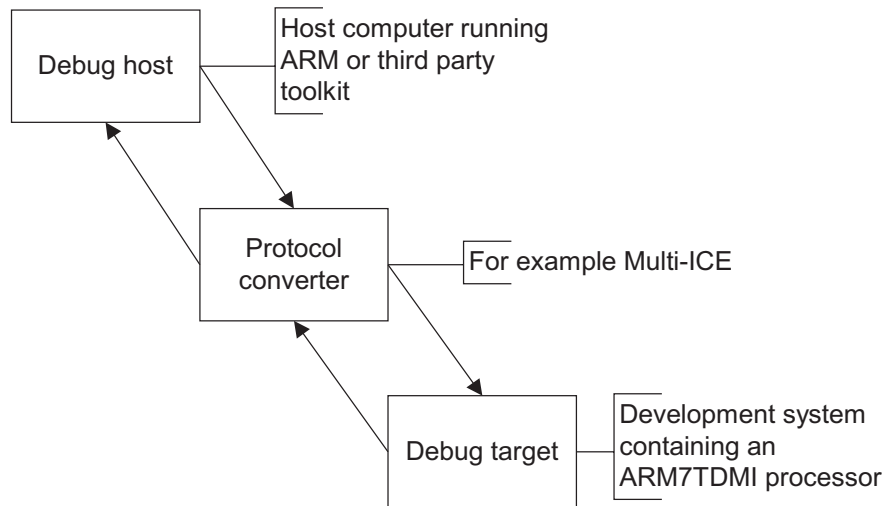 Debug host
Host computer running
ARM or third party
toolkit
Protocol
converter
For example Multi-ICE
Debug target
Development system
containing an
ARM7TDMI processor